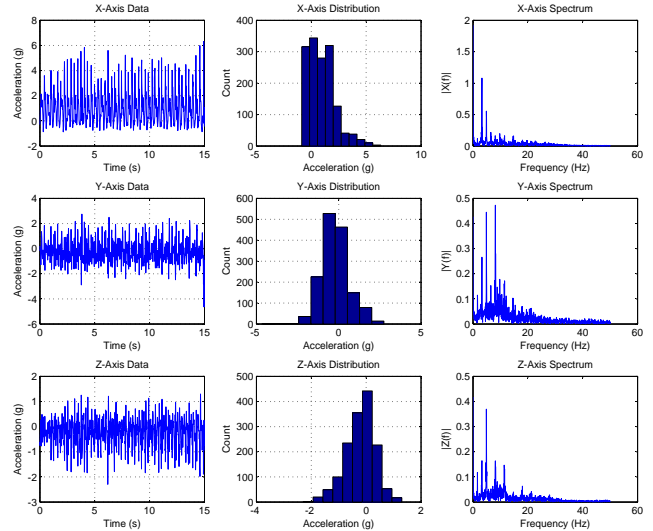 X-Axis Data
X-Axis Distribution
X-Axis Spectrum
8
6
4
2
0
-2
Acceleration (g)
0 5 10 15
Time (s)
400
300
200
100
0
Count
-5 0 5 10
Acceleration (g)
2
1.5
1
0.5
0
|X(f)|
0 20 40 60
Frequency (Hz)
Y-Axis Data
Y-Axis Distribution
Y-Axis Spectrum
4
2
0
-2
-4
-6
Acceleration (g)
0 5 10 15
Time (s)
600
500
400
300
200
100
0
Count
-5 0 5
Acceleration (g)
0.5
0.4
0.3
0.2
0.1
0
|Y(f)|
0 20 40 60
Frequency (Hz)
Z-Axis Data
Z-Axis Distribution
Z-Axis Spectrum
2
1
0
-1
-2
-3
Acceleration (g)
0 5 10 15
Time (s)
500
400
300
200
100
0
Count
-4 -2 0 2
Acceleration (g)
0.5
0.4
0.3
0.2
0.1
0
|Z(f)|
0 20 40 60
Frequency (Hz)